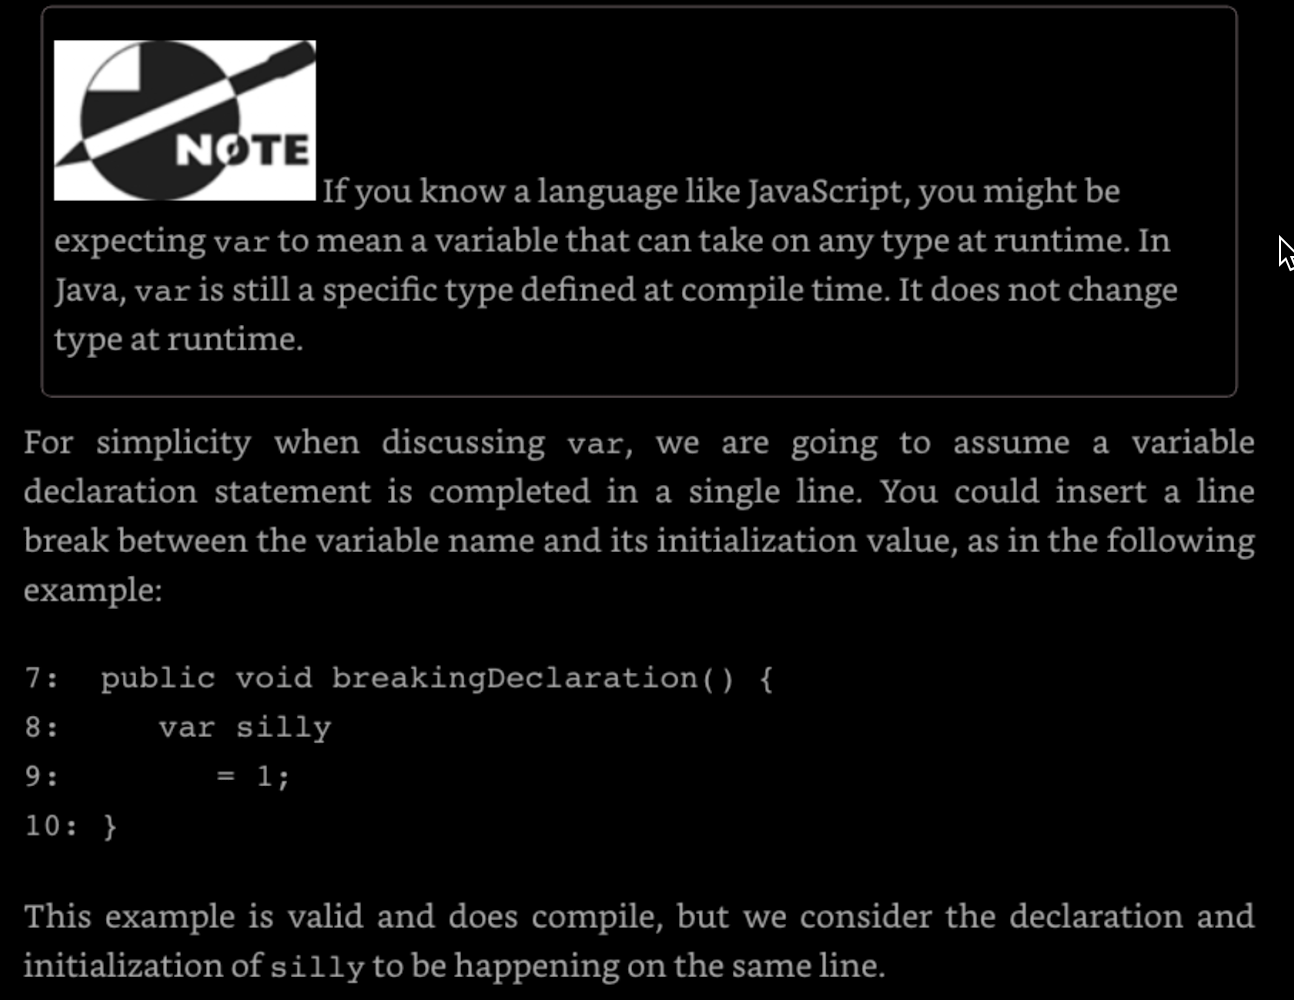 NOTE
If you know a language like JavaScript, you might be
expecting var to mean a variable that can take on any type at runtime. In
Java, var is still a specific type defined at compile time. It does not change
type at runtime.
For simplicity when discussing var, we are going to assume a variable
declaration statement is completed in a single line. You could insert a line
break between the variable name and its initialization value, as in the following
example:
7:  public void breakingDeclaration() {
8:     var silly
9:        = 1;
10: }
This example is valid and does compile, but we consider the declaration and
initialization of silly to be happening on the same line.